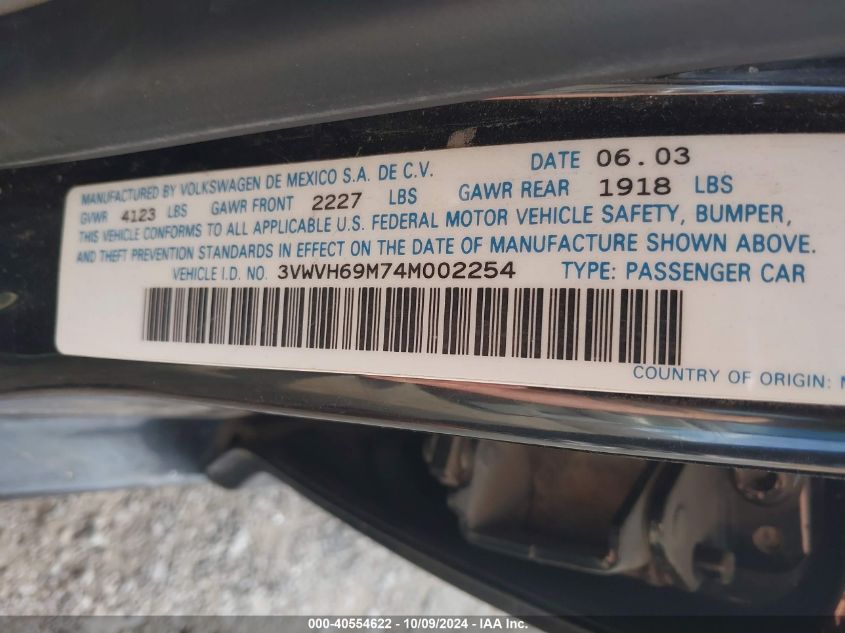 MANUFACTURED BY VOLKSWAGEN DE MEXICO S.A. DE C.V. DATE 06.03
GVWR 4123 LBS GAWR FRONT 2227 LBS GAWR REAR 1918 LBS
THIS VEHICLE CONFORMS TO ALL APPLICABLE U.S. FEDERAL MOTOR VEHICLE SAFETY, BUMPER,
AND THEFT PREVENTION STANDARDS IN EFFECT ON THE DATE OF MANUFACTURE SHOWN ABOVE.
VEHICLE I.D. NO. 3VWVH69M74M002254 TYPE: PASSENGER CAR
COUNTRY OF ORIGIN:
000-40554622 - 10/09/2024 - IAA Inc.